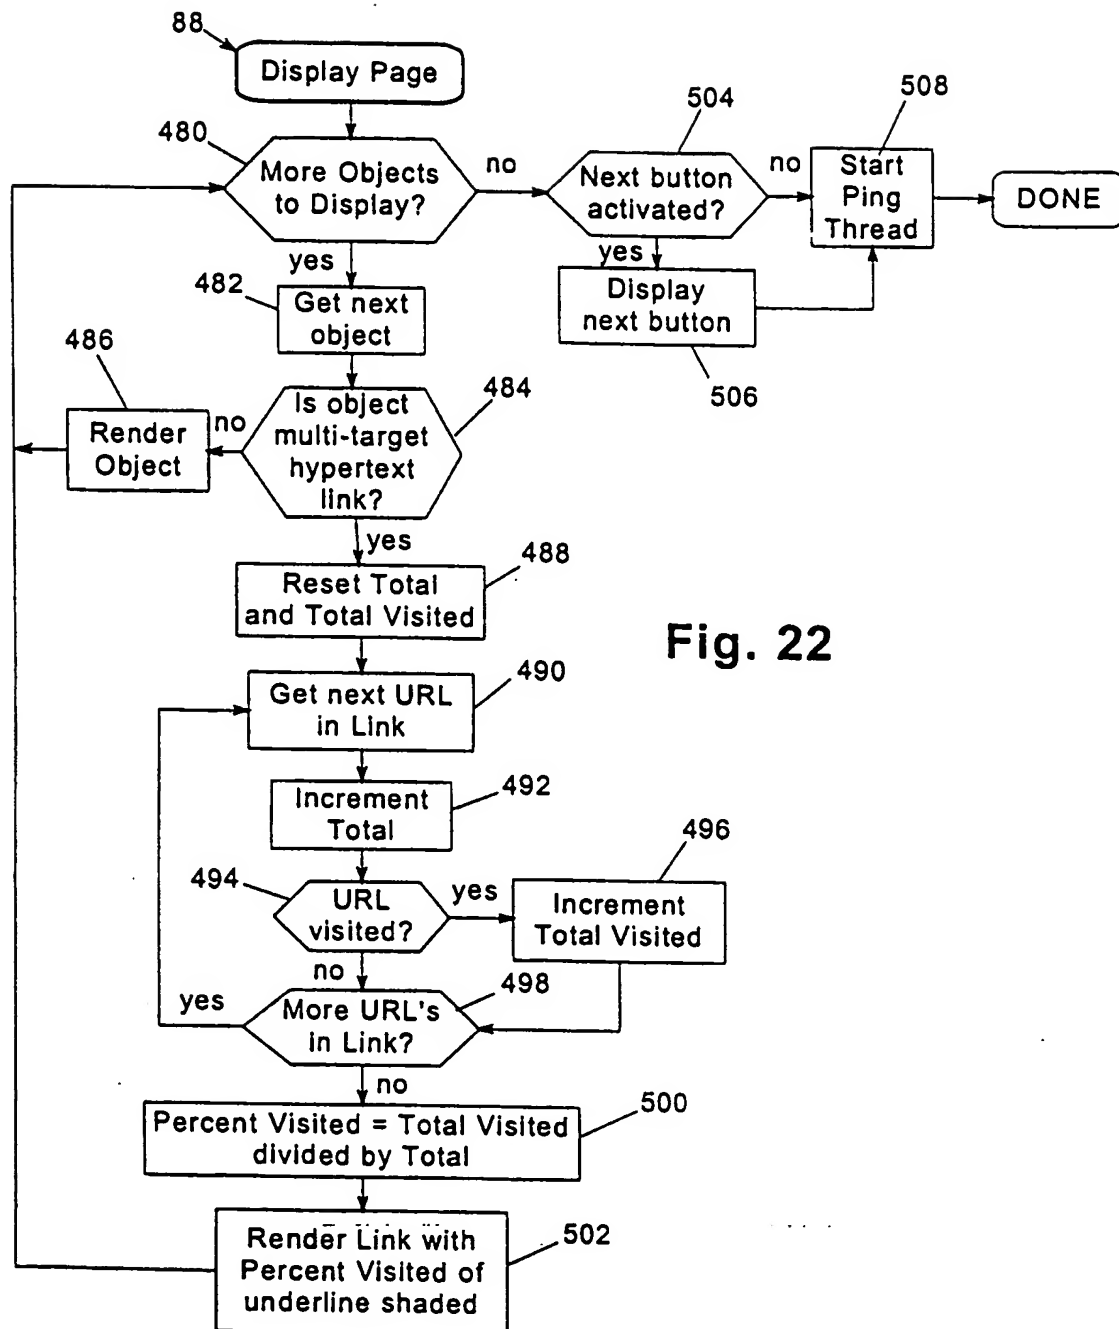 88
Display Page
480
More Objects
to Display?
no
504
Next button
activated?
no
508
Start
Ping
Thread
DONE
yes
yes
482
Get next
object
Display
next button
506
486
Render
Object
no
484
Is object
multi-target
hypertext
link?
yes
488
Reset Total
and Total Visited
Fig. 22
490
Get next URL
in Link
492
Increment
Total
494
URL
visited?
yes
496
Increment
Total Visited
no
498
yes
More URL's
in Link?
no
500
Percent Visited = Total Visited
divided by Total
502
Render Link with
Percent Visited of
underline shaded